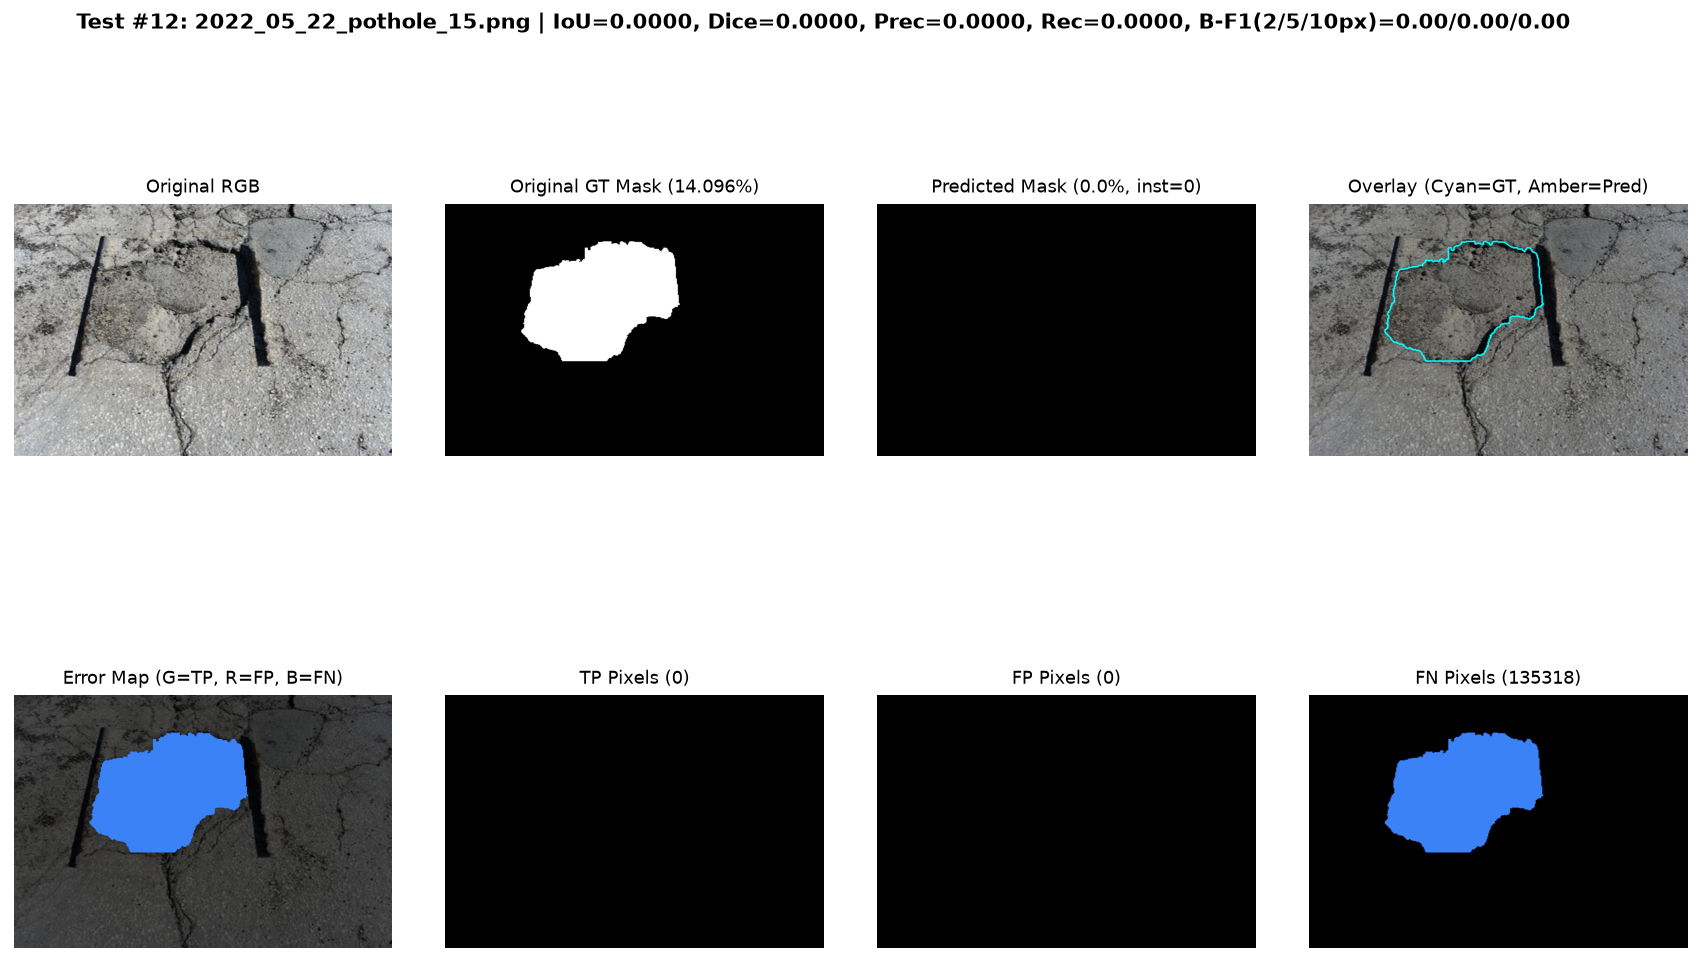 Test #12: 2022_05_22_pothole_15.png | IoU=0.0000, Dice=0.0000, Prec=0.0000, Rec=0.0000, B-F1(2/5/10px)=0.00/0.00/0.00
Original RGB
Original GT Mask (14.096%)
Predicted Mask (0.0%, inst=0)
Overlay (Cyan=GT, Amber=Pred)
Error Map (G=TP, R=FP, B=FN)
TP Pixels (0)
FP Pixels (0)
FN Pixels (135318)